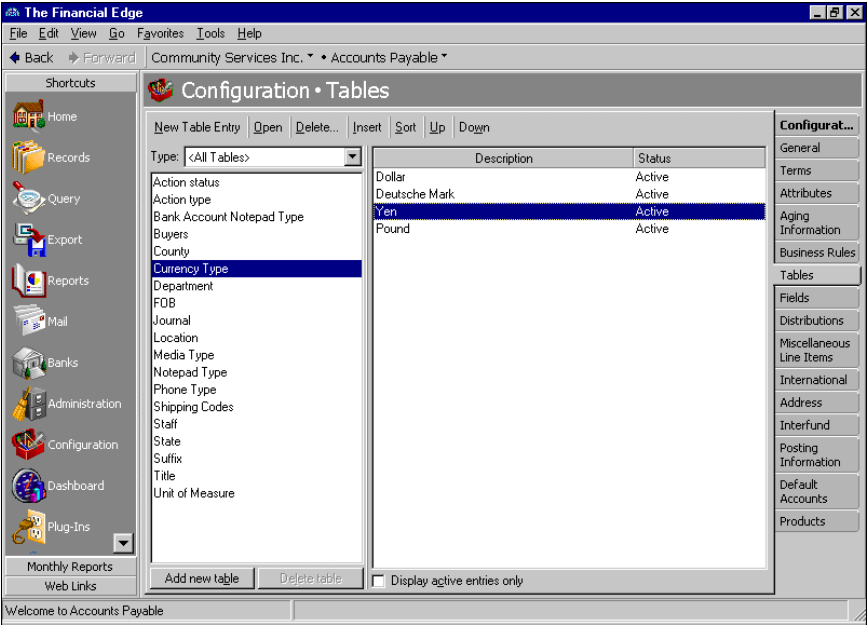 The Financial Edge
File Edit View Go Favorites Tools Help
Back Forward Community Services Inc. • Accounts Payable
Shortcuts
Home
Records
Query
Export
Reports
Mail
Banks
Administration
Configuration
Dashboard
Plug-Ins
Monthly Reports
Web Links
Configuration • Tables
New Table Entry Open Delete... Insert Sort Up Down
Type: <All Tables>
Action status
Action type
Bank Account Notepad Type
Buyers
County
Currency Type
Department
FOB
Journal
Location
Media Type
Notepad Type
Phone Type
Shipping Codes
Staff
State
Suffix
Title
Unit of Measure
Add new table Delete table
Description Status
Dollar Active
Deutsche Mark Active
Yen Active
Pound Active
Display active entries only
Configurat...
General
Terms
Attributes
Aging
Information
Business Rules
Tables
Fields
Distributions
Miscellaneous
Line Items
International
Address
Interfund
Posting
Information
Default
Accounts
Products
Welcome to Accounts Payable